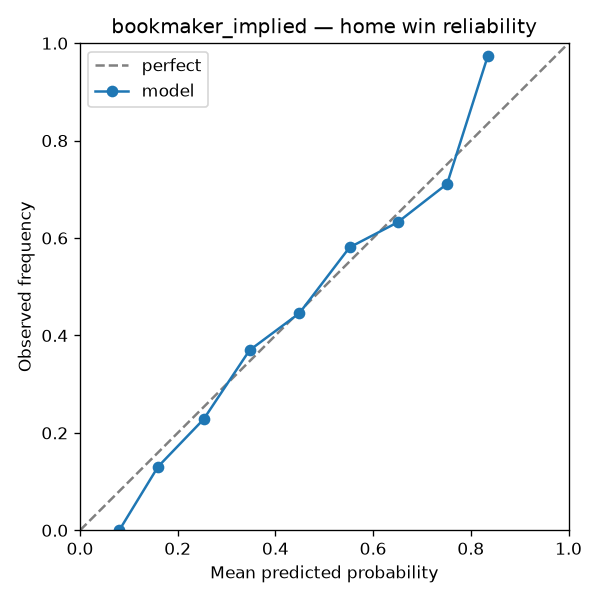 bookmaker_implied — home win reliability
perfect
model
1.0
0.8
0.6
0.4
0.2
0.0
Observed frequency
0.0 0.2 0.4 0.6 0.8 1.0
Mean predicted probability